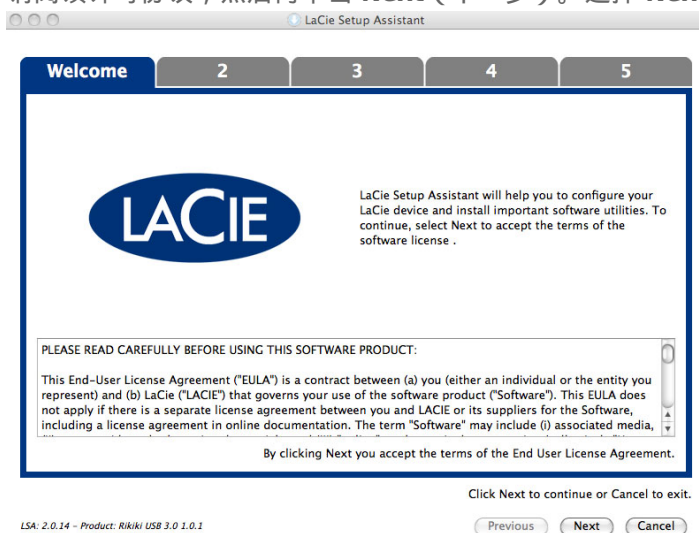 LaCie Setup Assistant
Welcome 2 3 4 5
LACIE
LaCie Setup Assistant will help you to configure your
LaCie device and install important software utilities. To
continue, select Next to accept the terms of the
software license .
PLEASE READ CAREFULLY BEFORE USING THIS SOFTWARE PRODUCT:
This End-User License Agreement ("EULA") is a contract between (a) you (either an individual or the entity you
represent) and (b) LaCie ("LACIE") that governs your use of the software product ("Software"). This EULA does
not apply if there is a separate license agreement between you and LACIE or its suppliers for the Software,
including a license agreement in online documentation. The term "Software" may include (i) associated media,
By clicking Next you accept the terms of the End User License Agreement.
Click Next to continue or Cancel to exit.
LSA: 2.0.14 - Product: Rikiki USB 3.0 1.0.1
Previous Next Cancel